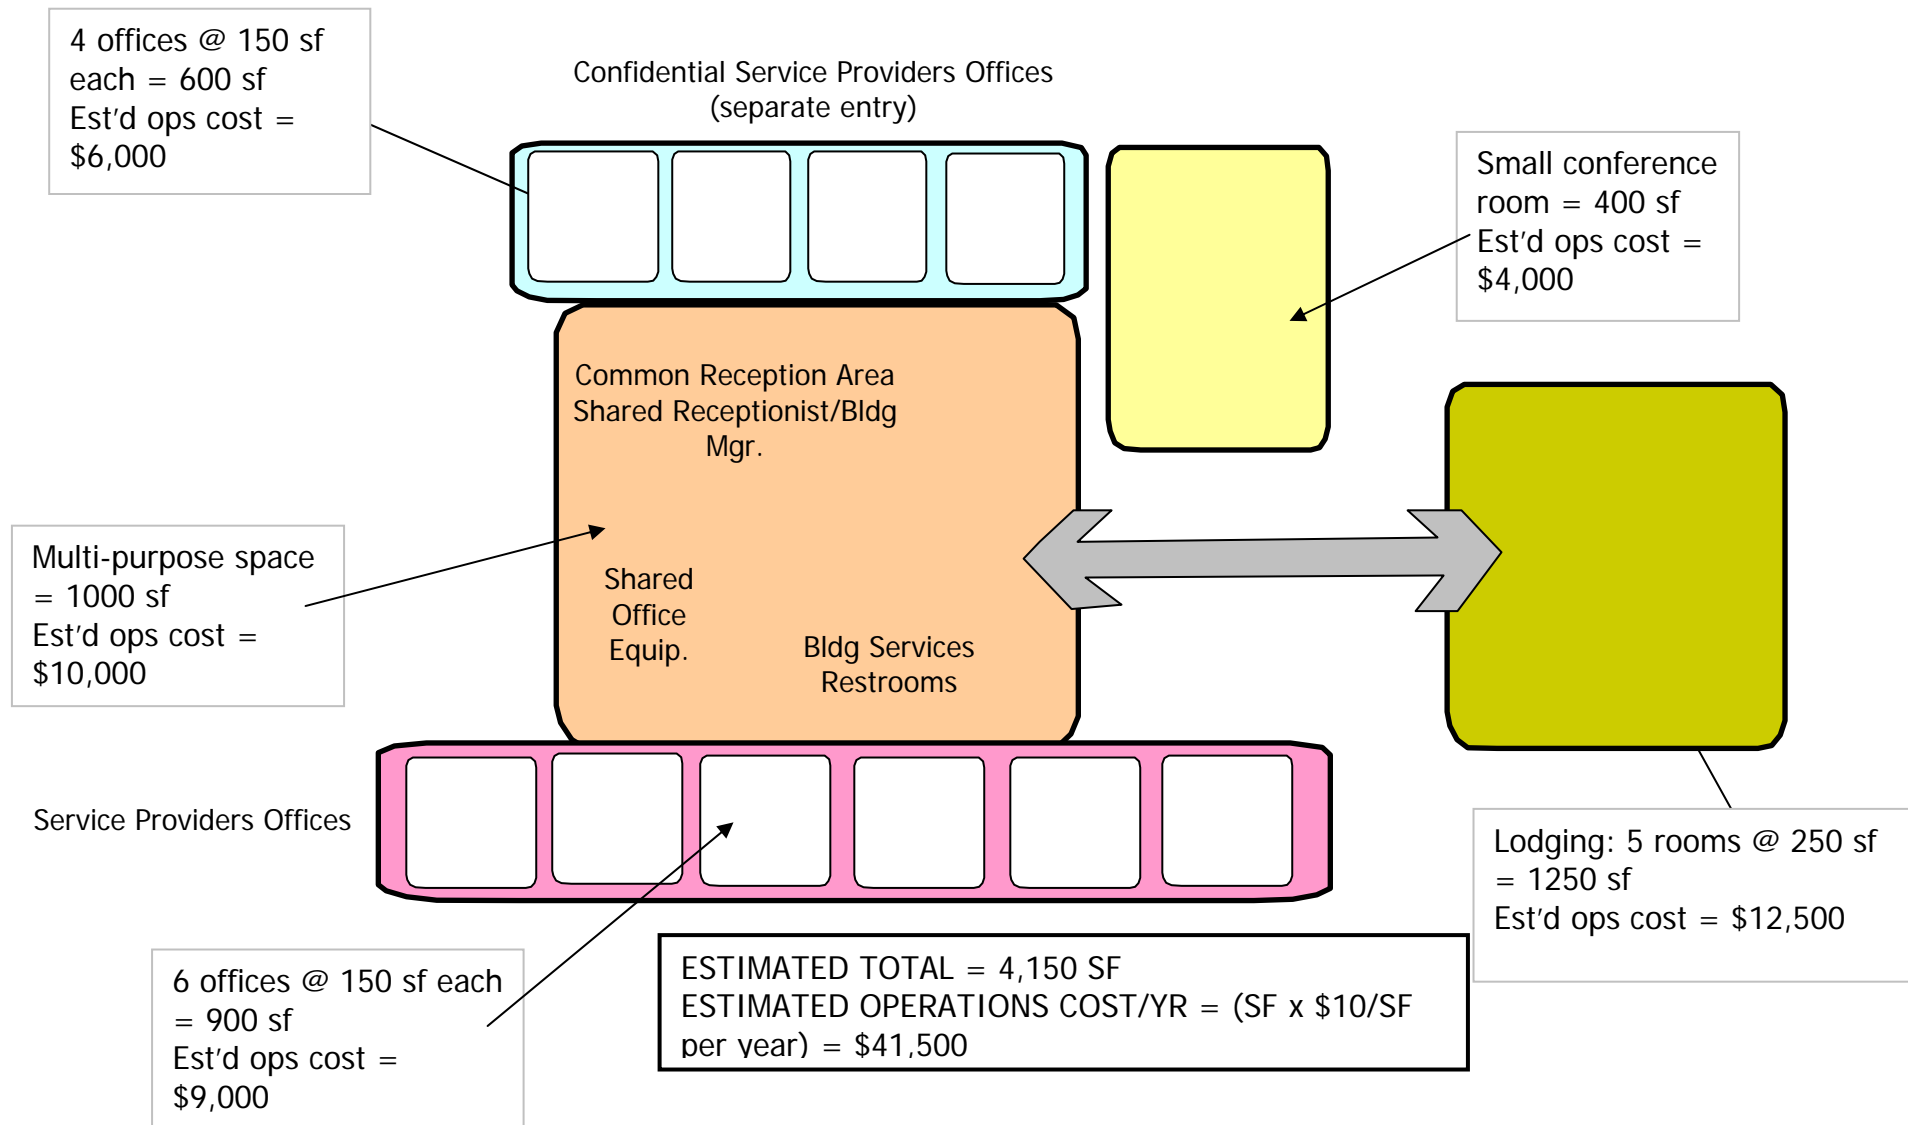 4 offices @ 150 sf
each = 600 sf
Est'd ops cost =
$6,000
Confidential Service Providers Offices
(separate entry)
Small conference
room = 400 sf
Est'd ops cost =
$4,000
Common Reception Area
Shared Receptionist/Bldg
Mgr.
Multi-purpose space
= 1000 sf
Est'd ops cost =
$10,000
Shared
Office
Equip.
Bldg Services
Restrooms
Service Providers Offices
Lodging: 5 rooms @ 250 sf
= 1250 sf
Est'd ops cost = $12,500
6 offices @ 150 sf each
= 900 sf
Est'd ops cost =
$9,000
ESTIMATED TOTAL = 4,150 SF
ESTIMATED OPERATIONS COST/YR = (SF x $10/SF
per year) = $41,500